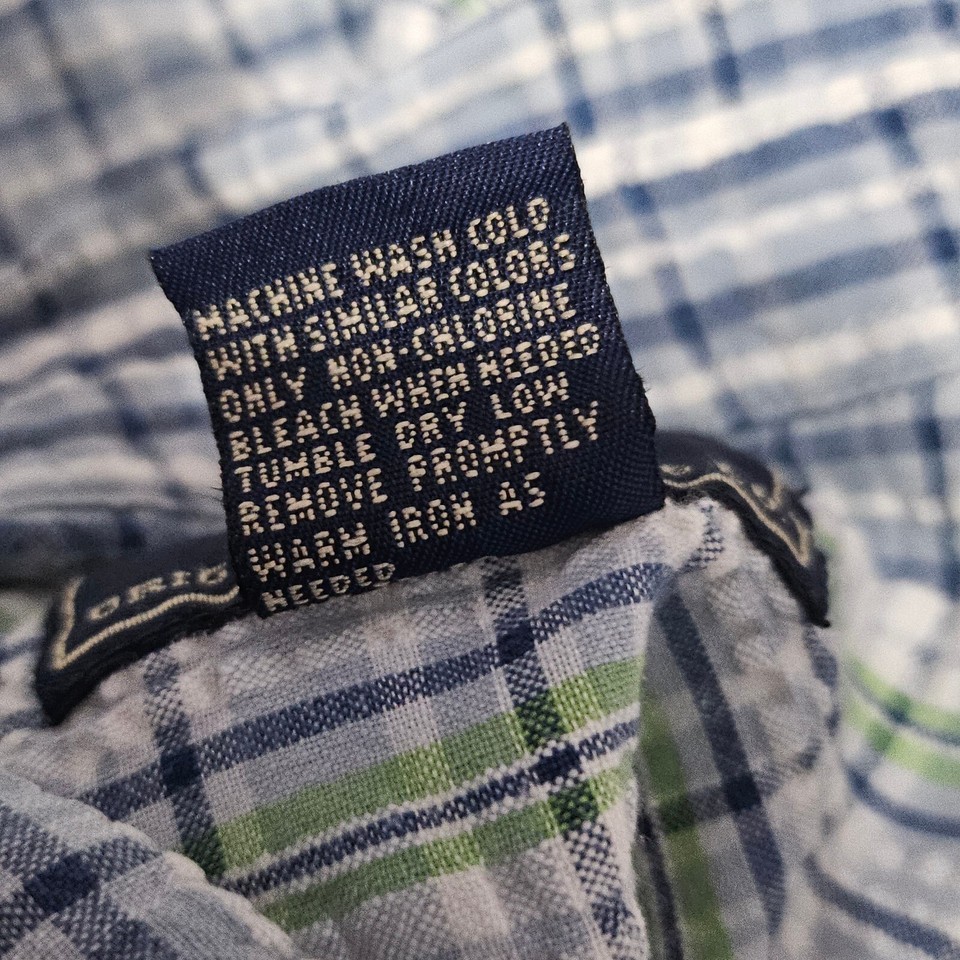 MACHINE WASH COLD
WITH SIMILAR COLORS
ONLY NON-CHLORINE
BLEACH WHEN NEEDED
TUMBLE DRY LOW
REMOVE PROMPTLY
WARM IRON AS
NEEDED
ORIG